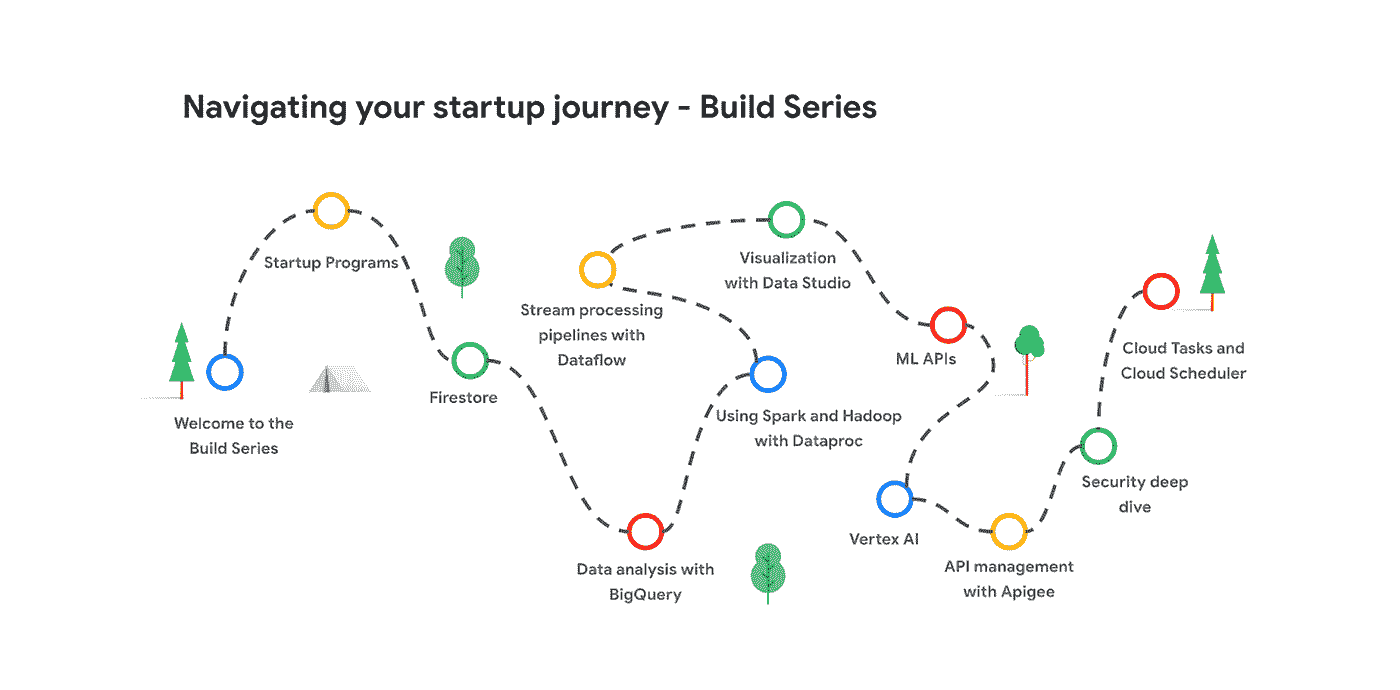 Navigating your startup journey - Build Series
Welcome to the
Build Series
Startup Programs
Firestore
Data analysis with
BigQuery
Using Spark and Hadoop
with Dataproc
Stream processing
pipelines with
Dataflow
Visualization
with Data Studio
ML APIs
Vertex AI
API management
with Apigee
Security deep
dive
Cloud Tasks and
Cloud Scheduler